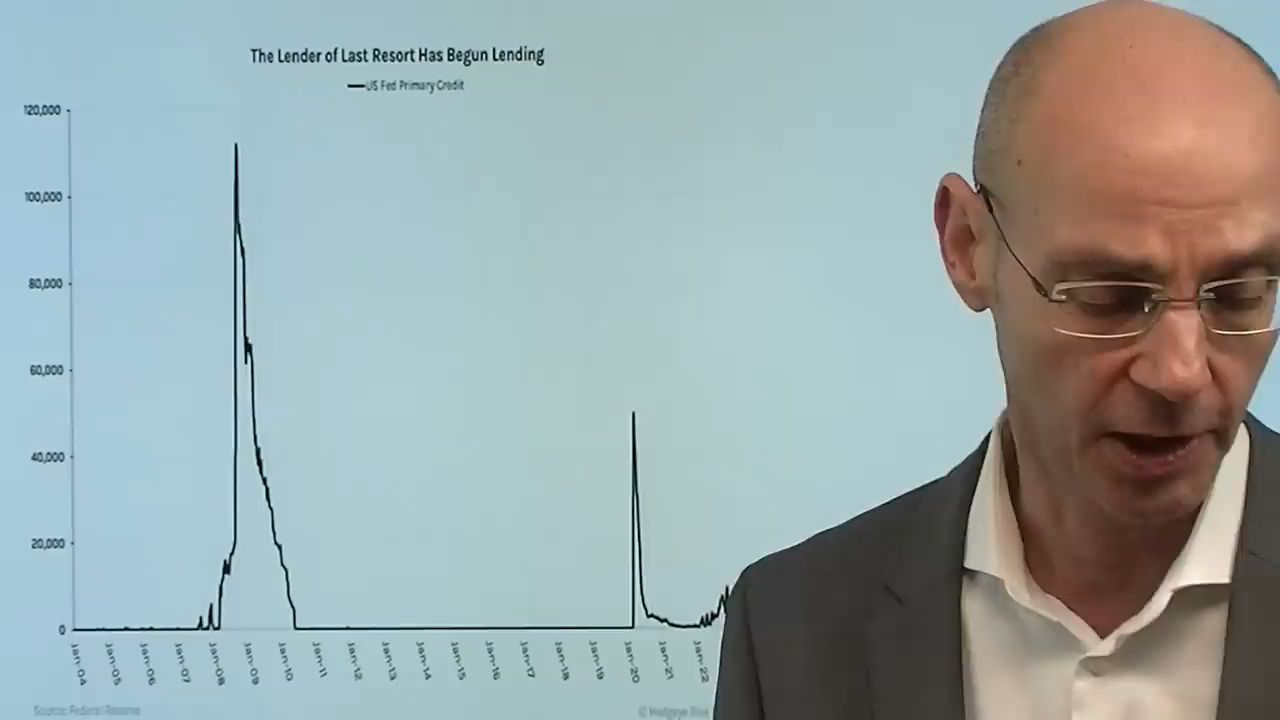 The Lender of Last Resort Has Begun Lending
US Fed Primary Credit
120,000
100,000
80,000
60,000
40,000
20,000
0
Jan-04
Jan-05
Jan-06
Jan-07
Jan-08
Jan-09
Jan-10
Jan-11
Jan-12
Jan-13
Jan-14
Jan-15
Jan-16
Jan-17
Jan-18
Jan-19
Jan-20
Jan-21
Jan-22
Source: Federal Reserve
© Hedgeye Risk